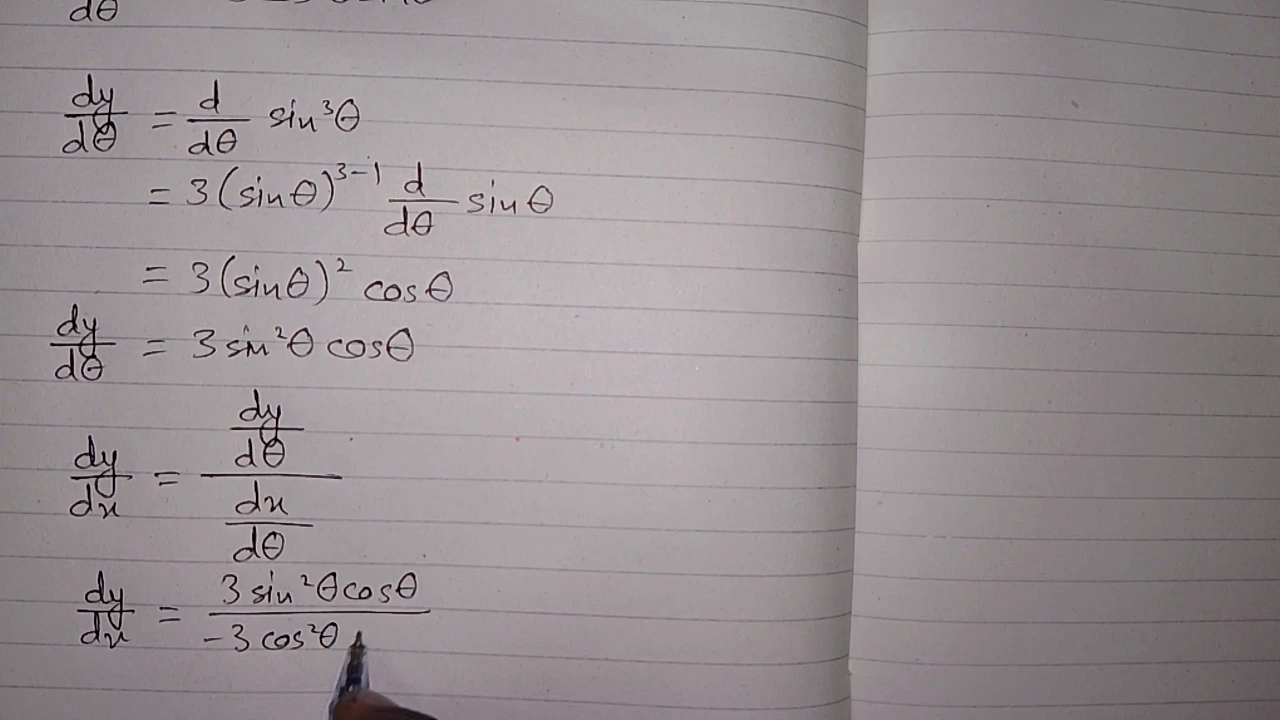 dθ
dy/dθ = d/dθ sin³θ
= 3(sinθ)³⁻¹ d/dθ sinθ
= 3(sinθ)² cosθ
dy/dθ = 3 sin²θ cosθ
dy/dx = (dy/dθ)/(dx/dθ)
dy/dx = 3 sin²θ cosθ/-3 cos²θ